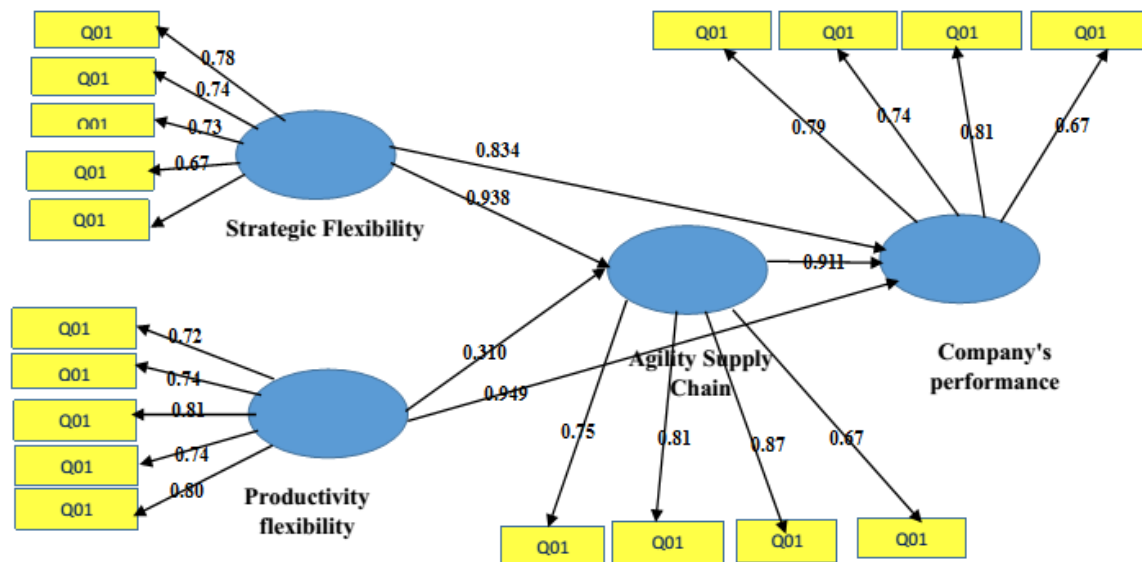 Q01
Q01
Q01
Q01
Q01
0.78
0.74
0.73
0.67
Strategic Flexibility
Q01
Q01
Q01
Q01
0.79
0.74
0.81
0.67
0.834
0.938
0.911
Company's
performance
Agility Supply
Chain
0.310
0.949
Q01
Q01
Q01
Q01
Q01
0.72
0.74
0.81
0.74
0.80
Productivity
flexibility
0.75
0.81
0.87
0.67
Q01
Q01
Q01
Q01